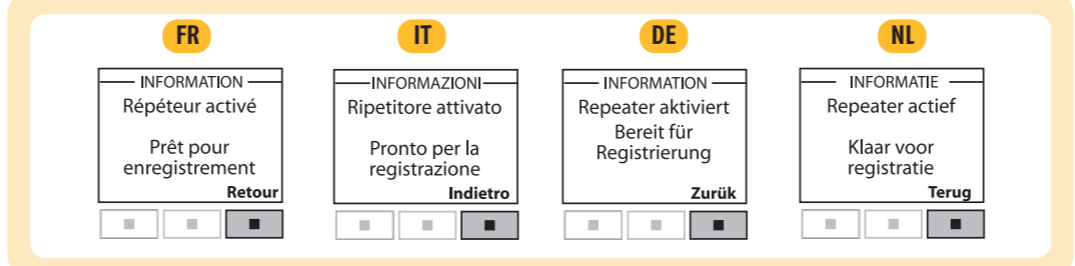 FR
INFORMATION
Répéteur activé
Prêt pour
enregistrement
Retour
IT
INFORMAZIONI
Ripetitore attivato
Pronto per la
registrazione
Indietro
DE
INFORMATION
Repeater aktiviert
Bereit für
Registrierung
Zurük
NL
INFORMATIE
Repeater actief
Klaar voor
registratie
Terug